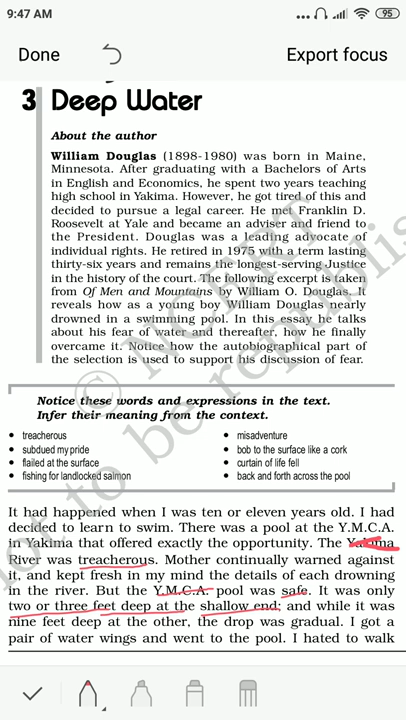 9:47 AM
95
Done
Export focus
3 Deep Water
About the author
William Douglas (1898-1980) was born in Maine,
Minnesota. After graduating with a Bachelors of Arts
in English and Economics, he spent two years teaching
high school in Yakima. However, he got tired of this and
decided to pursue a legal career. He met Franklin D.
Roosevelt at Yale and became an adviser and friend to
the President. Douglas was a leading advocate of
individual rights. He retired in 1975 with a term lasting
thirty-six years and remains the longest-serving Justice
in the history of the court. The following excerpt is taken
from Of Men and Mountains by William O. Douglas. It
reveals how as a young boy William Douglas nearly
drowned in a swimming pool. In this essay he talks
about his fear of water and thereafter, how he finally
overcame it. Notice how the autobiographical part of
the selection is used to support his discussion of fear.
Notice these words and expressions in the text.
Infer their meaning from the context.
• treacherous
• subdued my pride
• flailed at the surface
• fishing for landlocked salmon
• misadventure
• bob to the surface like a cork
• curtain of life fell
• back and forth across the pool
It had happened when I was ten or eleven years old. I had
decided to learn to swim. There was a pool at the Y.M.C.A.
in Yakima that offered exactly the opportunity. The Yakima
River was treacherous. Mother continually warned against
it, and kept fresh in my mind the details of each drowning
in the river. But the Y.M.C.A. pool was safe. It was only
two or three feet deep at the shallow end; and while it was
nine feet deep at the other, the drop was gradual. I got a
pair of water wings and went to the pool. I hated to walk
© NCERT
not to be republis